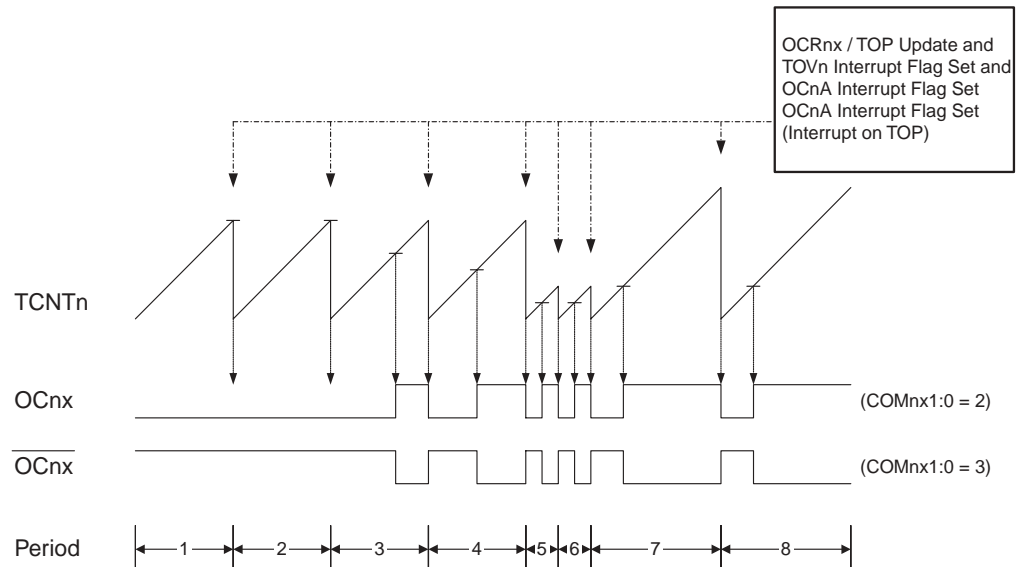 OCRnx / TOP Update and
TOVn Interrupt Flag Set and
OCnA Interrupt Flag Set
OCnA Interrupt Flag Set
(Interrupt on TOP)
TCNTn
OCnx
(COMnx1:0 = 2)
OCnx
(COMnx1:0 = 3)
Period
1
2
3
4
5
6
7
8